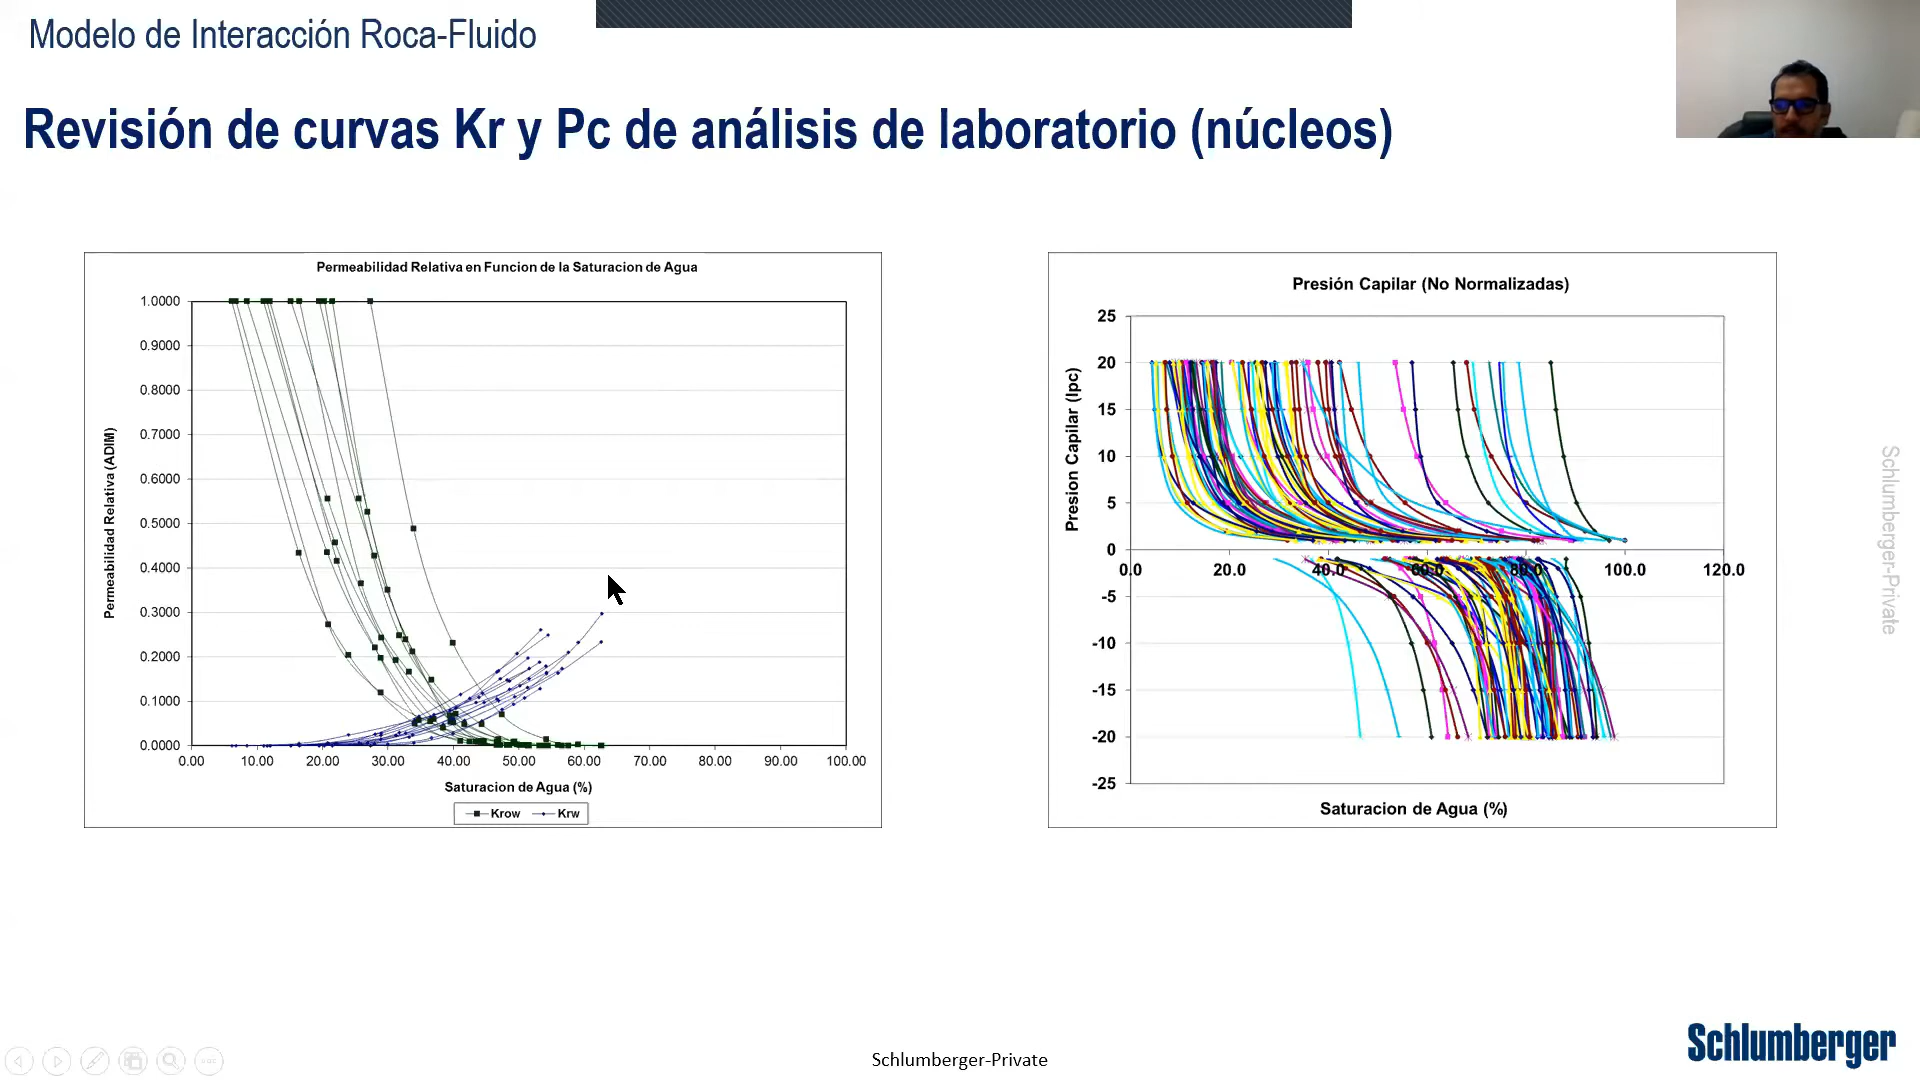 Modelo de Interacción Roca-Fluido
Revisión de curvas Kr y Pc de análisis de laboratorio (núcleos)
Permeabilidad Relativa en Funcion de la Saturacion de Agua
Permeabilidad Relativa (ADIM)
1.0000
0.9000
0.8000
0.7000
0.6000
0.5000
0.4000
0.3000
0.2000
0.1000
0.0000
0.00 10.00 20.00 30.00 40.00 50.00 60.00 70.00 80.00 90.00 100.00
Saturacion de Agua (%)
Krow Krw
Presión Capilar (No Normalizadas)
Presion Capilar (lpc)
25
20
15
10
5
0
-5
-10
-15
-20
-25
0.0 20.0 40.0 60.0 80.0 100.0 120.0
Saturacion de Agua (%)
Schlumberger-Private
Schlumberger-Private
Schlumberger